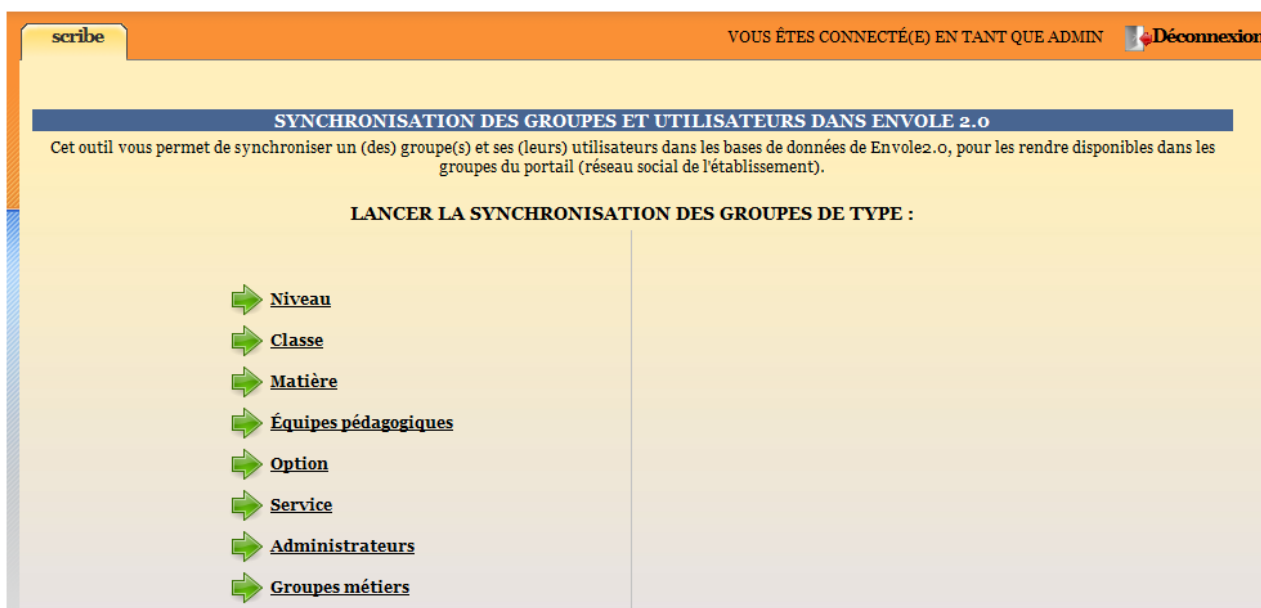 scribe
VOUS ÊTES CONNECTÉ(E) EN TANT QUE ADMIN Déconnexion
SYNCHRONISATION DES GROUPES ET UTILISATEURS DANS ENVOLE 2.0
Cet outil vous permet de synchroniser un (des) groupe(s) et ses (leurs) utilisateurs dans les bases de données de Envole2.0, pour les rendre disponibles dans les
groupes du portail (réseau social de l'établissement).
LANCER LA SYNCHRONISATION DES GROUPES DE TYPE :
Niveau
Classe
Matière
Équipes pédagogiques
Option
Service
Administrateurs
Groupes métiers